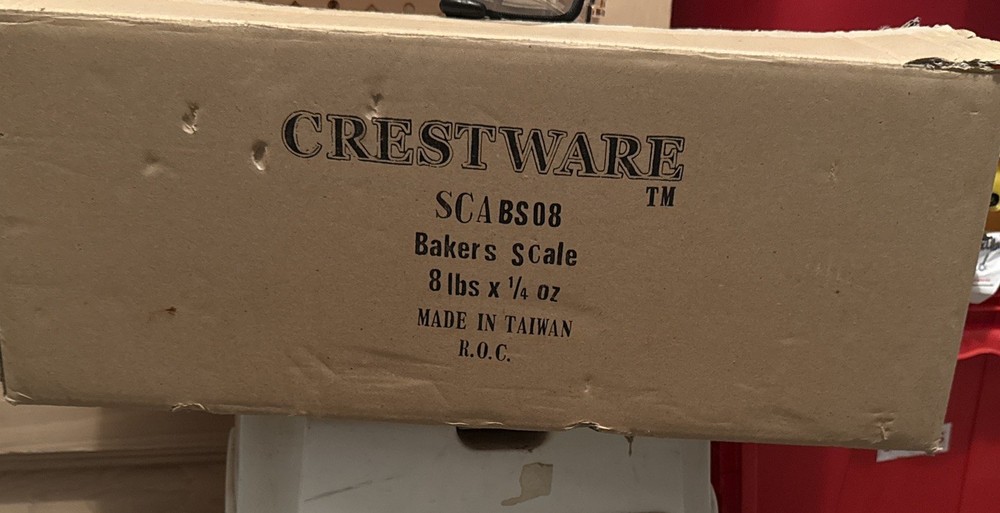 CRESTWARE
TM
SCABS08
Bakers Scale
8 lbs x 1/4 oz
MADE IN TAIWAN
R.O.C.